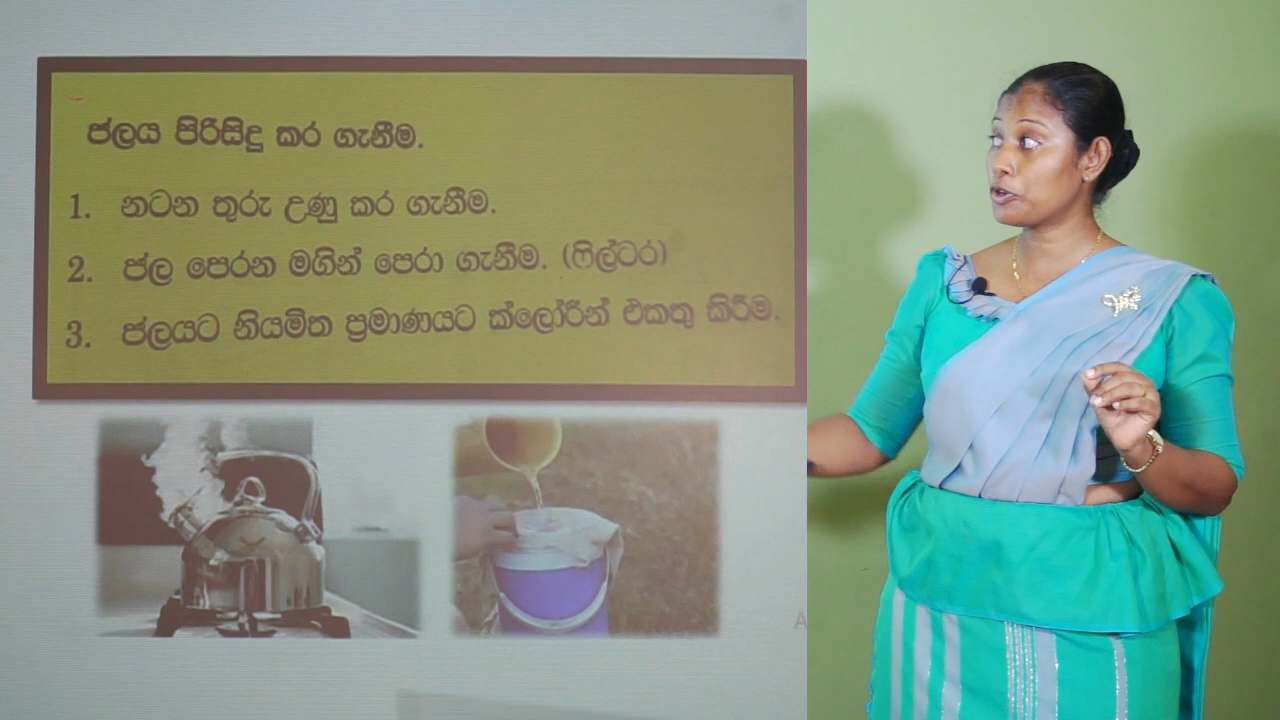 ජලය පිරිසිදු කර ගැනීම.
1. නටන තුරු උණු කර ගැනීම.
2. ජල පෙරන මගින් පෙරා ගැනීම. (ෆිල්ටර)
3. ජලයට නියමිත ප්‍රමාණයට ක්ලෝරීන් එකතු කිරීම.